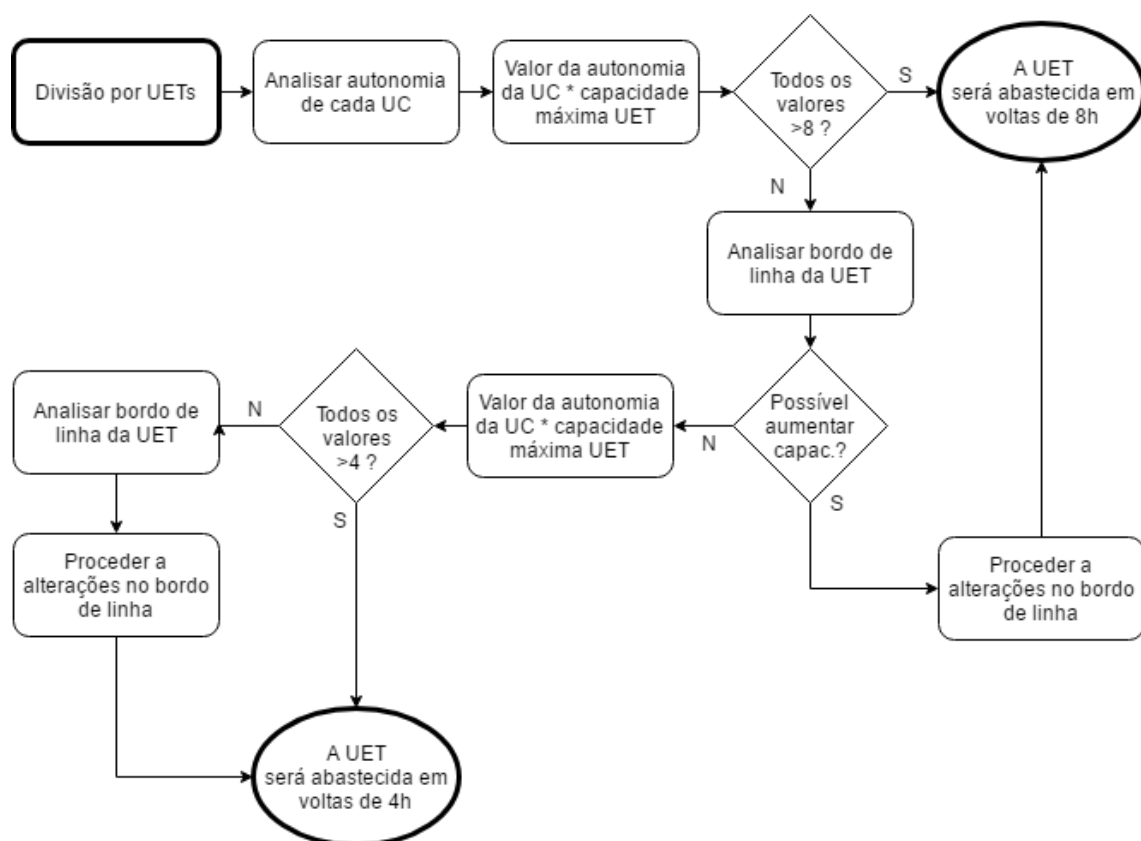 Divisão por UETs
Analisar autonomia
de cada UC
Valor da autonomia
da UC * capacidade
máxima UET
Todos os
valores
>8 ?
S
A UET
será abastecida em
voltas de 8h
N
Analisar bordo de
linha da UET
Possível
aumentar
capac.?
N
S
Valor da autonomia
da UC * capacidade
máxima UET
Todos os
valores
>4 ?
N
S
Analisar bordo de
linha da UET
Proceder a
alterações no bordo
de linha
Proceder a
alterações no bordo
de linha
A UET
será abastecida em
voltas de 4h